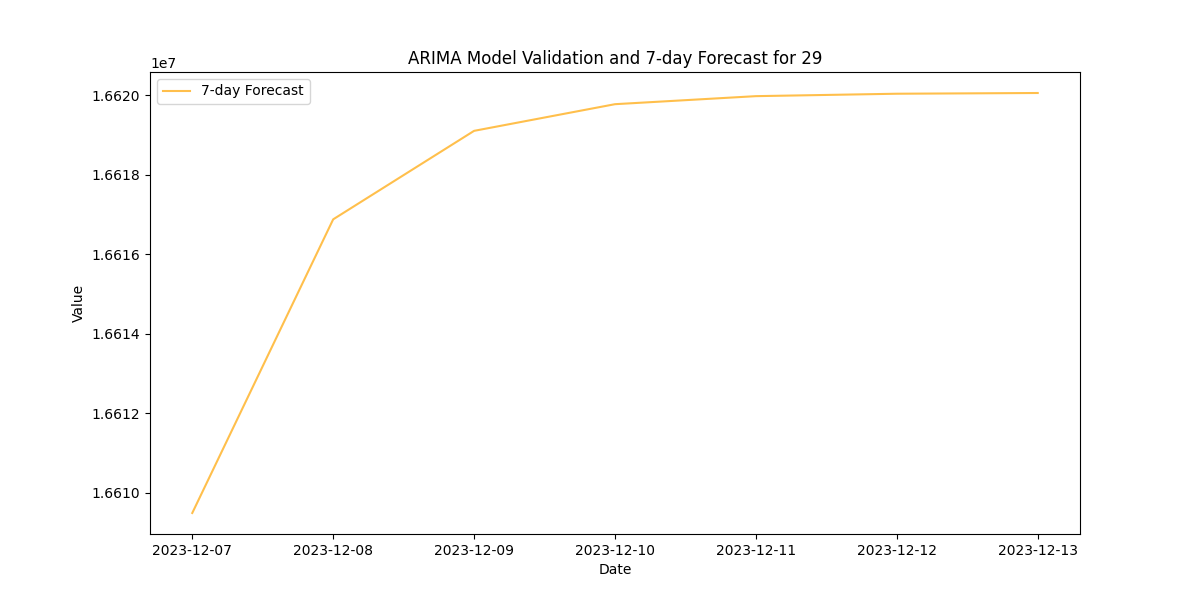 ARIMA Model Validation and 7-day Forecast for 29
1e7
7-day Forecast
1.6620
1.6618
1.6616
1.6614
1.6612
1.6610
Value
2023-12-07 2023-12-08 2023-12-09 2023-12-10 2023-12-11 2023-12-12 2023-12-13
Date